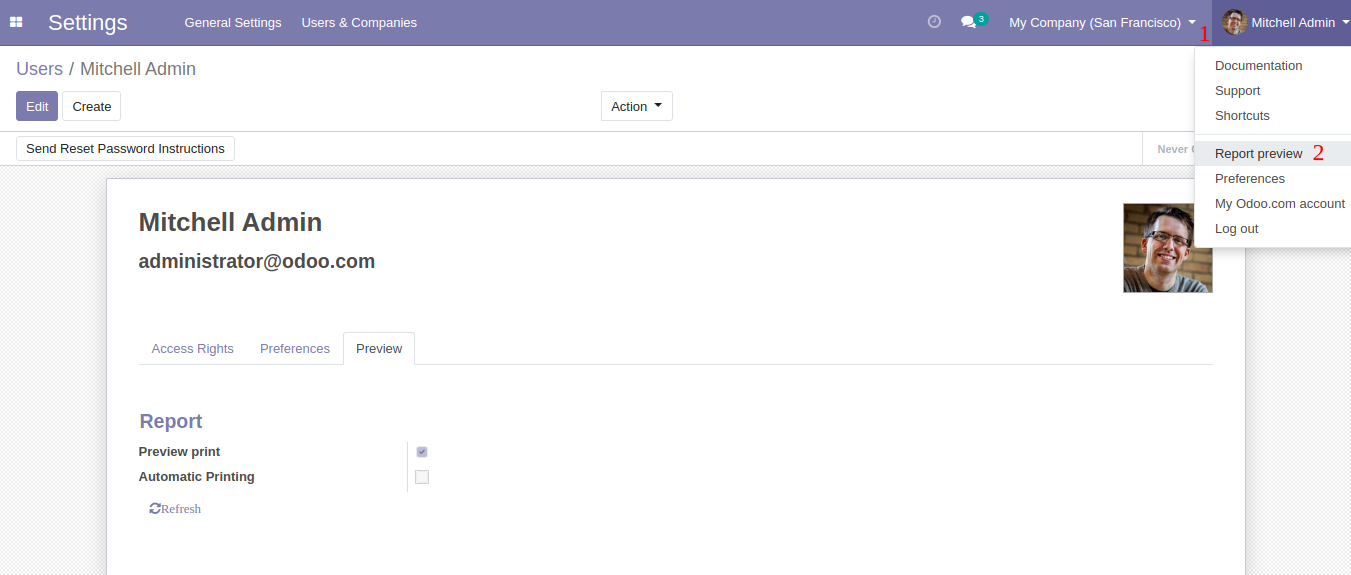 Settings General Settings Users & Companies 3 My Company (San Francisco) 1 Mitchell Admin
Users / Mitchell Admin
Edit Create Action
Send Reset Password Instructions Never
Documentation
Support
Shortcuts
Report preview 2
Preferences
My Odoo.com account
Log out
Mitchell Admin
administrator@odoo.com
Access Rights Preferences Preview
Report
Preview print
Automatic Printing
Refresh